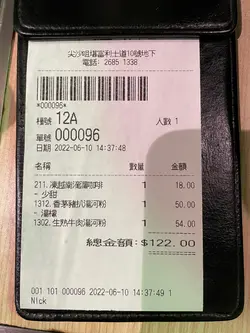 尖沙咀堪富利士道10號地下
電話: 2685 1338
*000096*
檯號 12A 人數 1
單號 000096
日期 2022-06-10 14:37:48
名稱 數量 金額
211. 凍越南滴漏咖啡 1 18.00
- 少甜
1312. 香茅豬扒湯河粉 1 50.00
- 湯檬
1302. 生熟牛肉湯河粉 1 54.00
總金額: $122.00
001 101 000096 2022-06-10 14:37:49 1
Nick